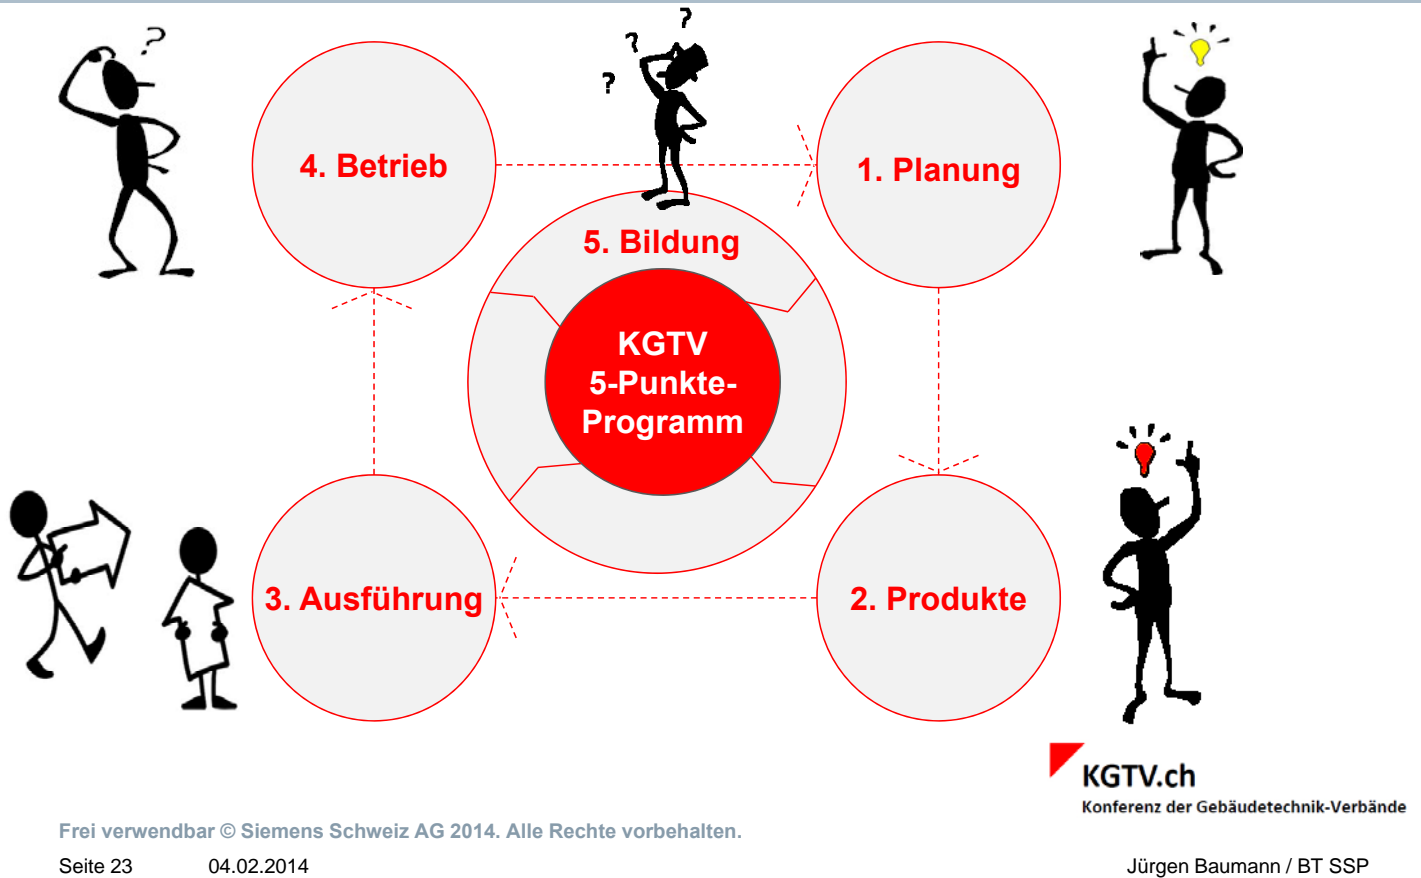 ?
? ? ?
4. Betrieb
1. Planung
5. Bildung
KGTV
5-Punkte-
Programm
3. Ausführung
2. Produkte
KGTV.ch
Konferenz der Gebäudetechnik-Verbände
Frei verwendbar © Siemens Schweiz AG 2014. Alle Rechte vorbehalten.
Seite 23 04.02.2014 Jürgen Baumann / BT SSP